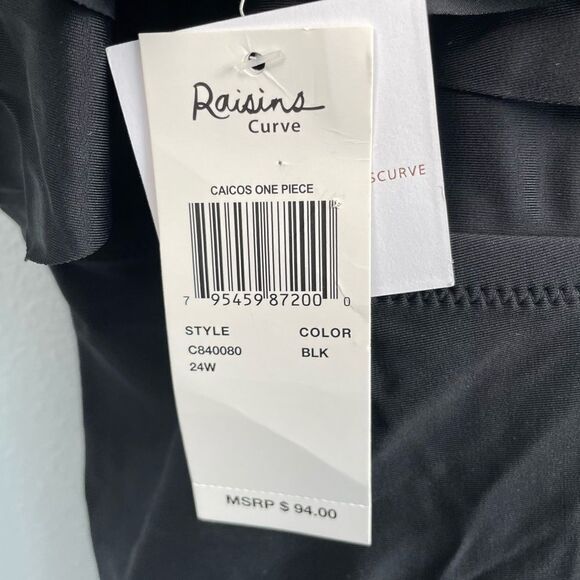 Raisins
Curve
SCURVE
CAICOS ONE PIECE
7 95459 87200 0
STYLE COLOR
C840080 BLK
24W
MSRP $ 94.00